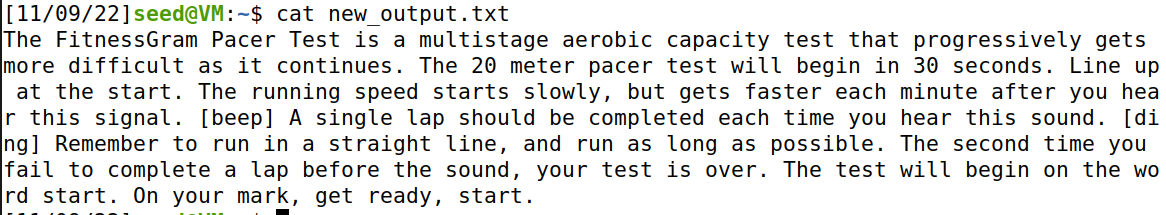 [11/09/22]seed@VM:~$ cat new_output.txt
The FitnessGram Pacer Test is a multistage aerobic capacity test that progressively gets
more difficult as it continues. The 20 meter pacer test will begin in 30 seconds. Line up
 at the start. The running speed starts slowly, but gets faster each minute after you hea
r this signal. [beep] A single lap should be completed each time you hear this sound. [di
ng] Remember to run in a straight line, and run as long as possible. The second time you
fail to complete a lap before the sound, your test is over. The test will begin on the wo
rd start. On your mark, get ready, start.